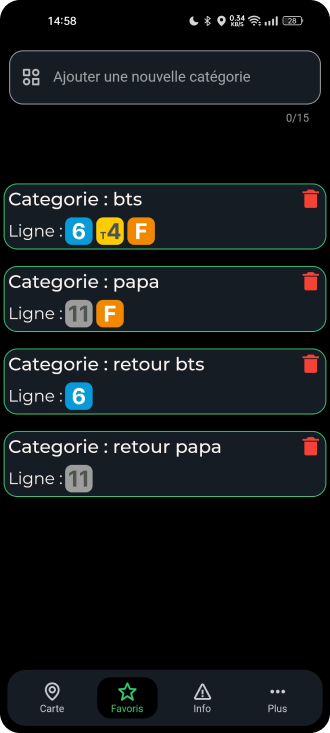 14:58
0.34
KB/S
28
Ajouter une nouvelle catégorie
0/15
Categorie : bts
Ligne : 6 T4 F
Categorie : papa
Ligne : 11 F
Categorie : retour bts
Ligne : 6
Categorie : retour papa
Ligne : 11
Carte Favoris Info Plus